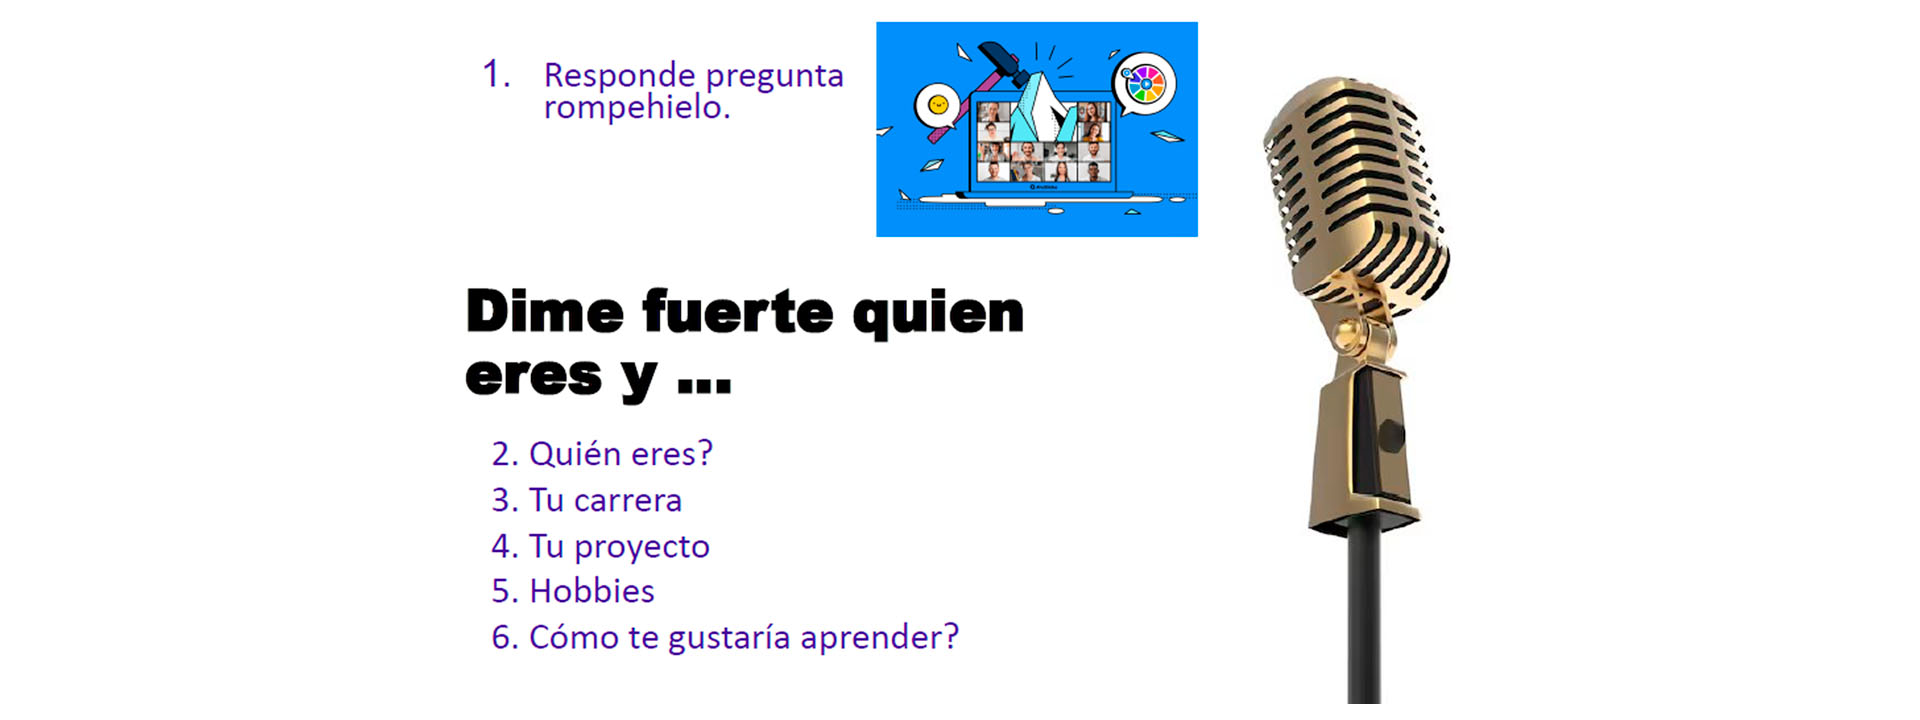 1. Responde pregunta
rompehielo.
Dime fuerte quien
eres y ...
2. Quién eres?
3. Tu carrera
4. Tu proyecto
5. Hobbies
6. Cómo te gustaría aprender?